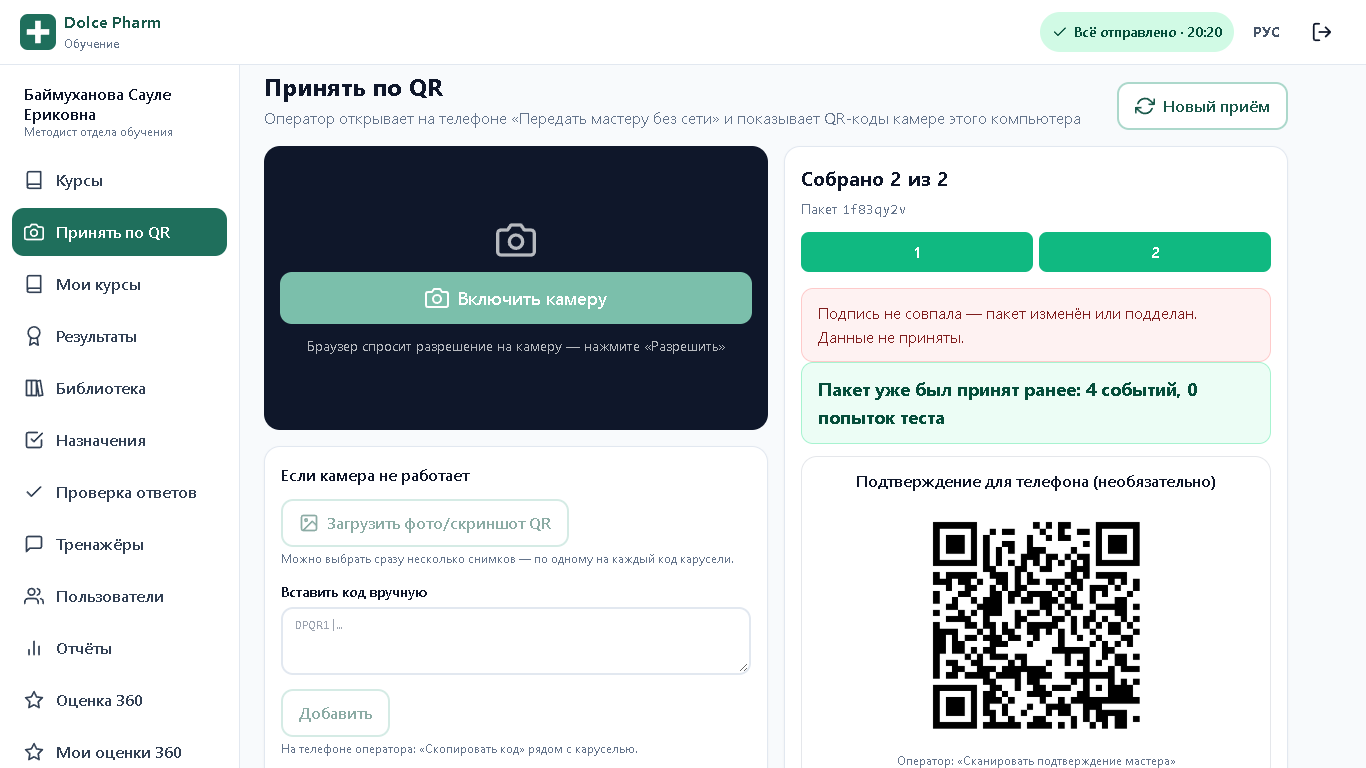 Dolce Pharm
Обучение
Всё отправлено · 20:20
РУС
Баймуханова Сауле
Ериковна
Методист отдела обучения
Курсы
Принять по QR
Мои курсы
Результаты
Библиотека
Назначения
Проверка ответов
Тренажёры
Пользователи
Отчёты
Оценка 360
Мои оценки 360
Принять по QR
Оператор открывает на телефоне «Передать мастеру без сети» и показывает QR-коды камере этого компьютера
Новый приём
Включить камеру
Браузер спросит разрешение на камеру — нажмите «Разрешить»
Если камера не работает
Загрузить фото/скриншот QR
Можно выбрать сразу несколько снимков — по одному на каждый код карусели.
Вставить код вручную
DPQR1|…
Добавить
На телефоне оператора: «Скопировать код» рядом с каруселью.
Собрано 2 из 2
Пакет 1f83qy2v
1
2
Подпись не совпала — пакет изменён или подделан.
Данные не приняты.
Пакет уже был принят ранее: 4 событий, 0
попыток теста
Подтверждение для телефона (необязательно)
Оператор: «Сканировать подтверждение мастера»